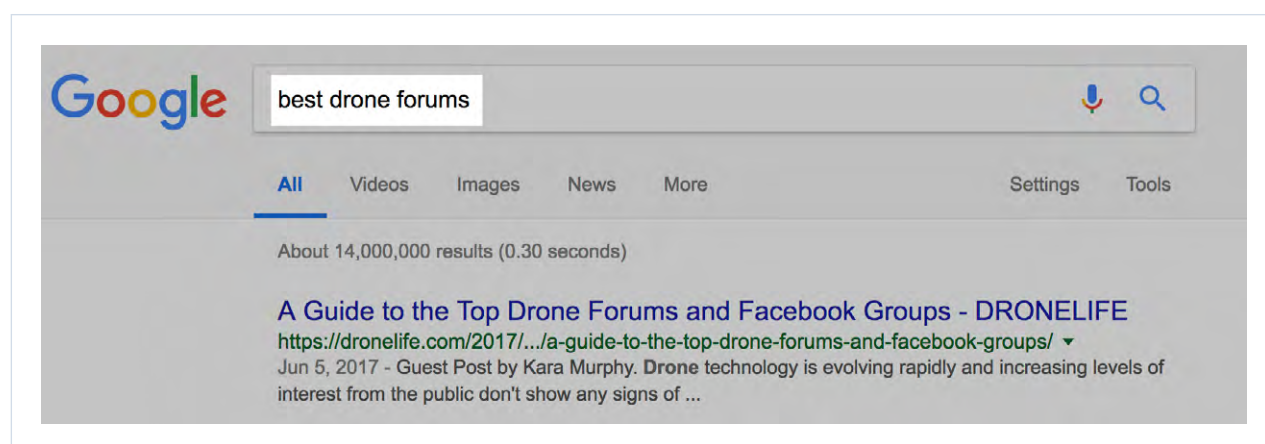 Google best drone forums
All Videos Images News More Settings Tools
About 14,000,000 results (0.30 seconds)
A Guide to the Top Drone Forums and Facebook Groups - DRONELIFE
https://dronelife.com/2017/.../a-guide-to-the-top-drone-forums-and-facebook-groups/
Jun 5, 2017 - Guest Post by Kara Murphy. Drone technology is evolving rapidly and increasing levels of
interest from the public don't show any signs of ...